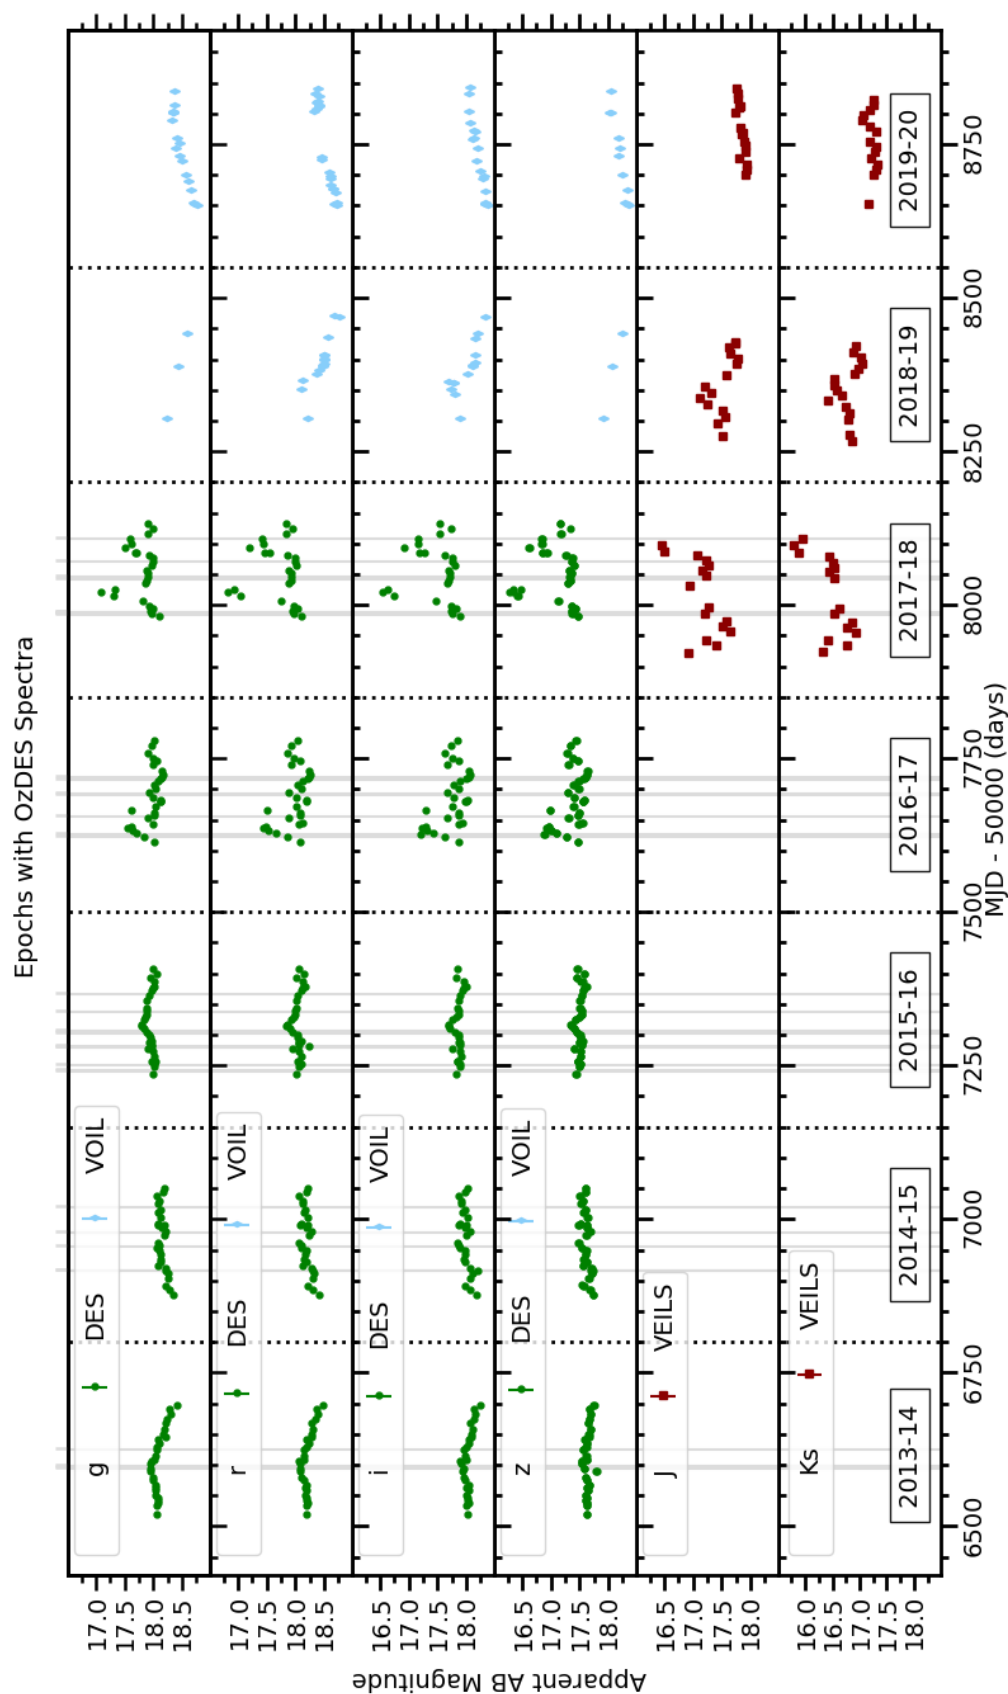 Epochs with OzDES Spectra
g DES VOIL
17.0
17.5
18.0
18.5
r DES VOIL
17.0
17.5
18.0
18.5
i DES VOIL
16.5
17.0
17.5
18.0
z DES VOIL
16.5
17.0
17.5
18.0
J VEILS
16.5
17.0
17.5
18.0
Ks VEILS
16.0
16.5
17.0
17.5
18.0
2013-14 2014-15 2015-16 2016-17 2017-18 2018-19 2019-20
6500 6750 7000 7250 7500 7750 8000 8250 8500 8750
MJD - 50000 (days)
Apparent AB Magnitude